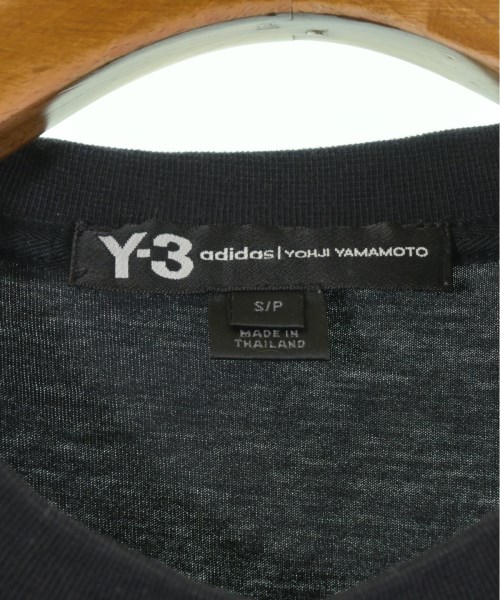 Y-3 adidas | YOHJI YAMAMOTO
S/P
MADE IN
THAILAND